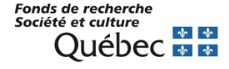 Fonds de recherche
Société et culture
Québec